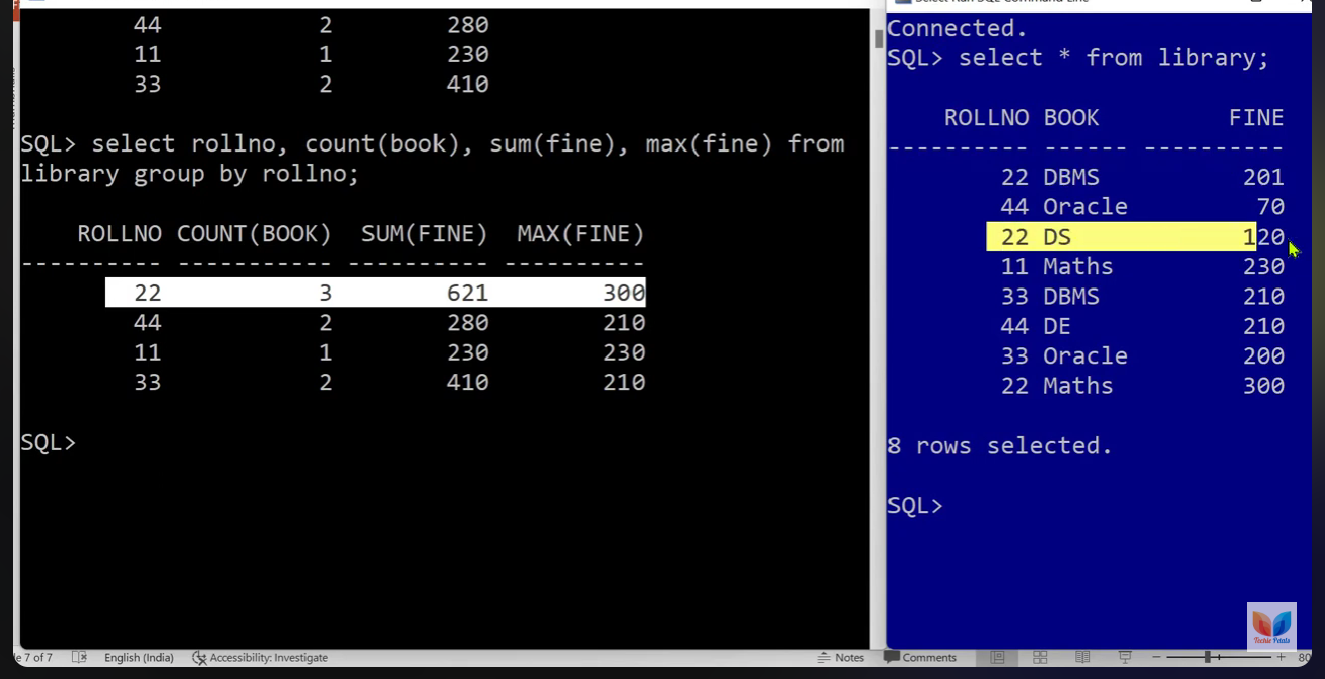 44 2 280
11 1 230
33 2 410
SQL> select rollno, count(book), sum(fine), max(fine) from
library group by rollno;
ROLLNO COUNT(BOOK) SUM(FINE) MAX(FINE)
---------- ----------- ---------- ----------
22 3 621 300
44 2 280 210
11 1 230 230
33 2 410 210
SQL>
Select Run SQL Command Line
Connected.
SQL> select * from library;
ROLLNO BOOK FINE
---------- ------ ----------
22 DBMS 201
44 Oracle 70
22 DS 120
11 Maths 230
33 DBMS 210
44 DE 210
33 Oracle 200
22 Maths 300
8 rows selected.
SQL>
Techie Petals
7 of 7 English (India) Accessibility: Investigate Notes Comments